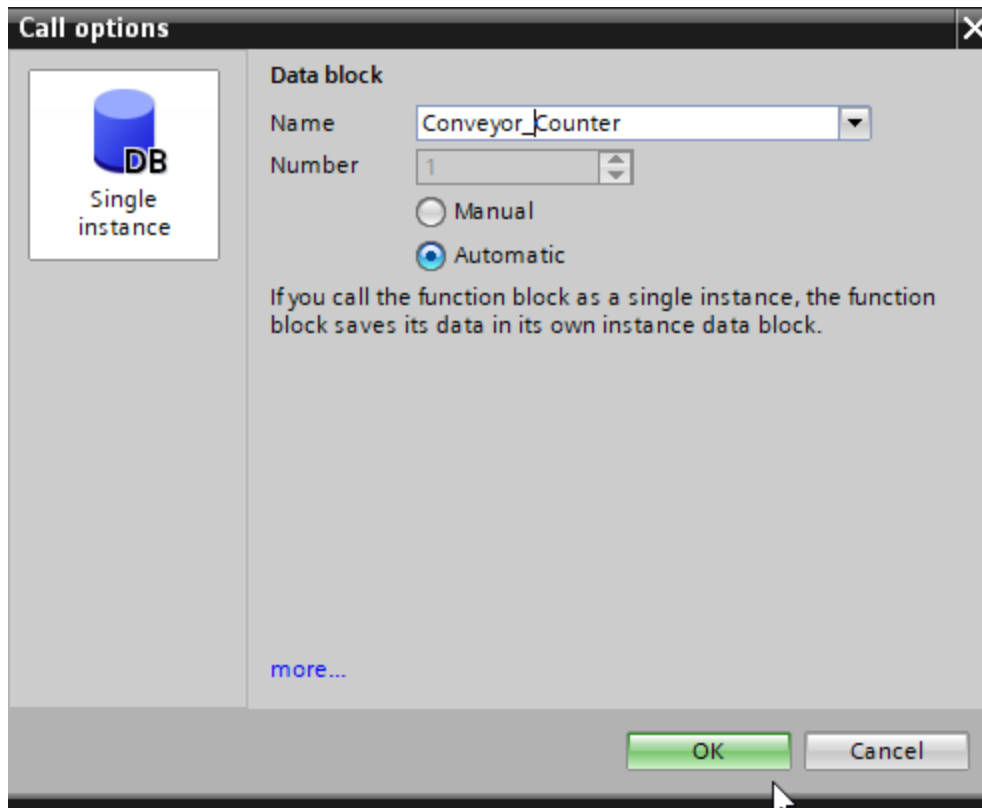 Call options
Data block
Name
Conveyor_Counter
Number
1
DB
Single
instance
Manual
Automatic
If you call the function block as a single instance, the function
block saves its data in its own instance data block.
more...
OK
Cancel